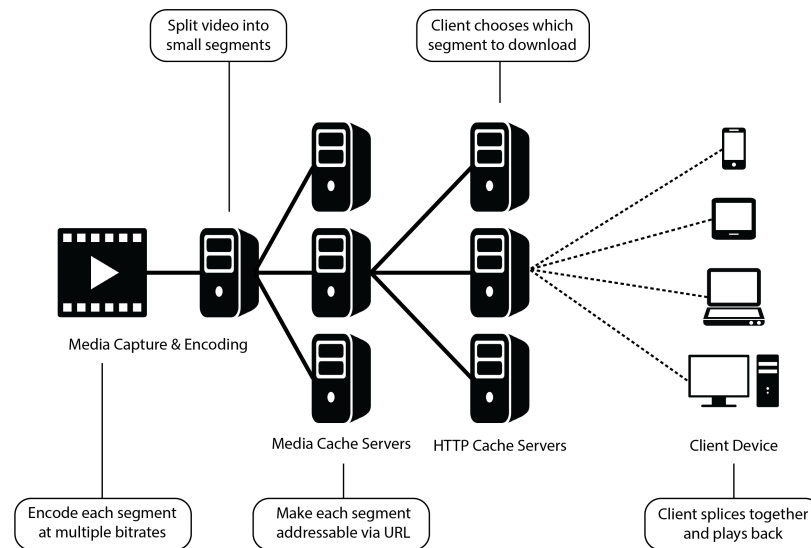 Split video into
small segments
Client chooses which
segment to download
Media Capture & Encoding
Media Cache Servers
HTTP Cache Servers
Client Device
Encode each segment
at multiple bitrates
Make each segment
addressable via URL
Client splices together
and plays back